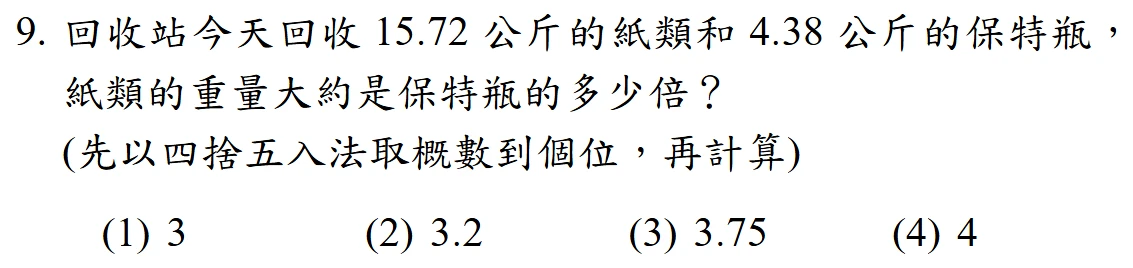 9. 回收站今天回收 15.72 公斤的紙類和 4.38 公斤的保特瓶，
紙類的重量大約是保特瓶的多少倍？
(先以四捨五入法取概數到個位，再計算)
(1) 3 (2) 3.2 (3) 3.75 (4) 4